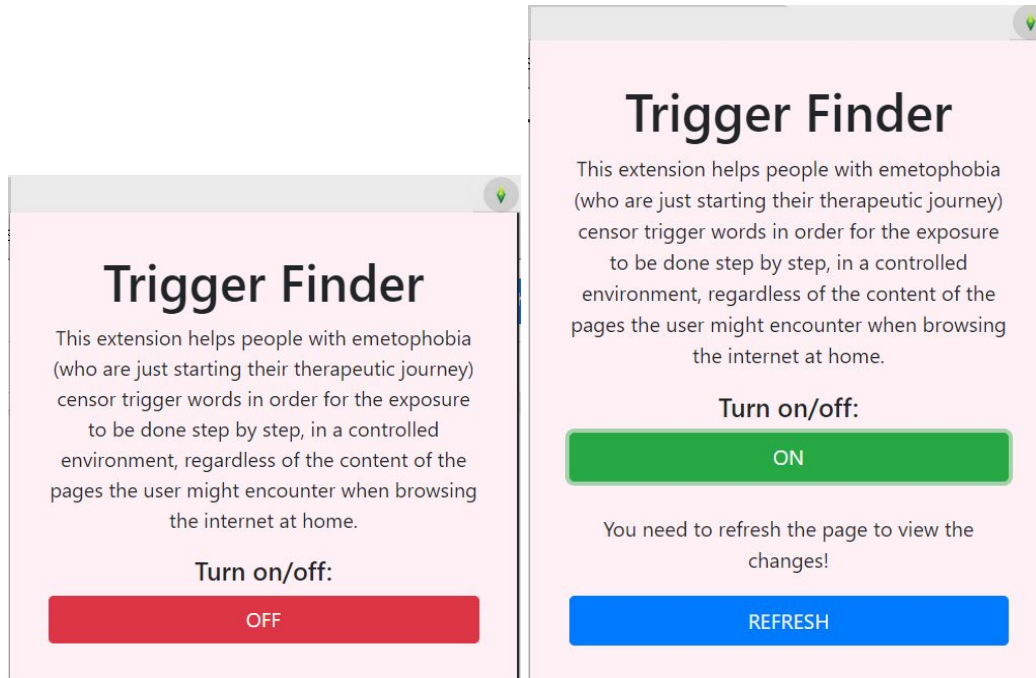 Trigger Finder
This extension helps people with emetophobia
(who are just starting their therapeutic journey)
censor trigger words in order for the exposure
to be done step by step, in a controlled
environment, regardless of the content of the
pages the user might encounter when browsing
the internet at home.
Turn on/off:
OFF
Trigger Finder
This extension helps people with emetophobia
(who are just starting their therapeutic journey)
censor trigger words in order for the exposure
to be done step by step, in a controlled
environment, regardless of the content of the
pages the user might encounter when browsing
the internet at home.
Turn on/off:
ON
You need to refresh the page to view the
changes!
REFRESH